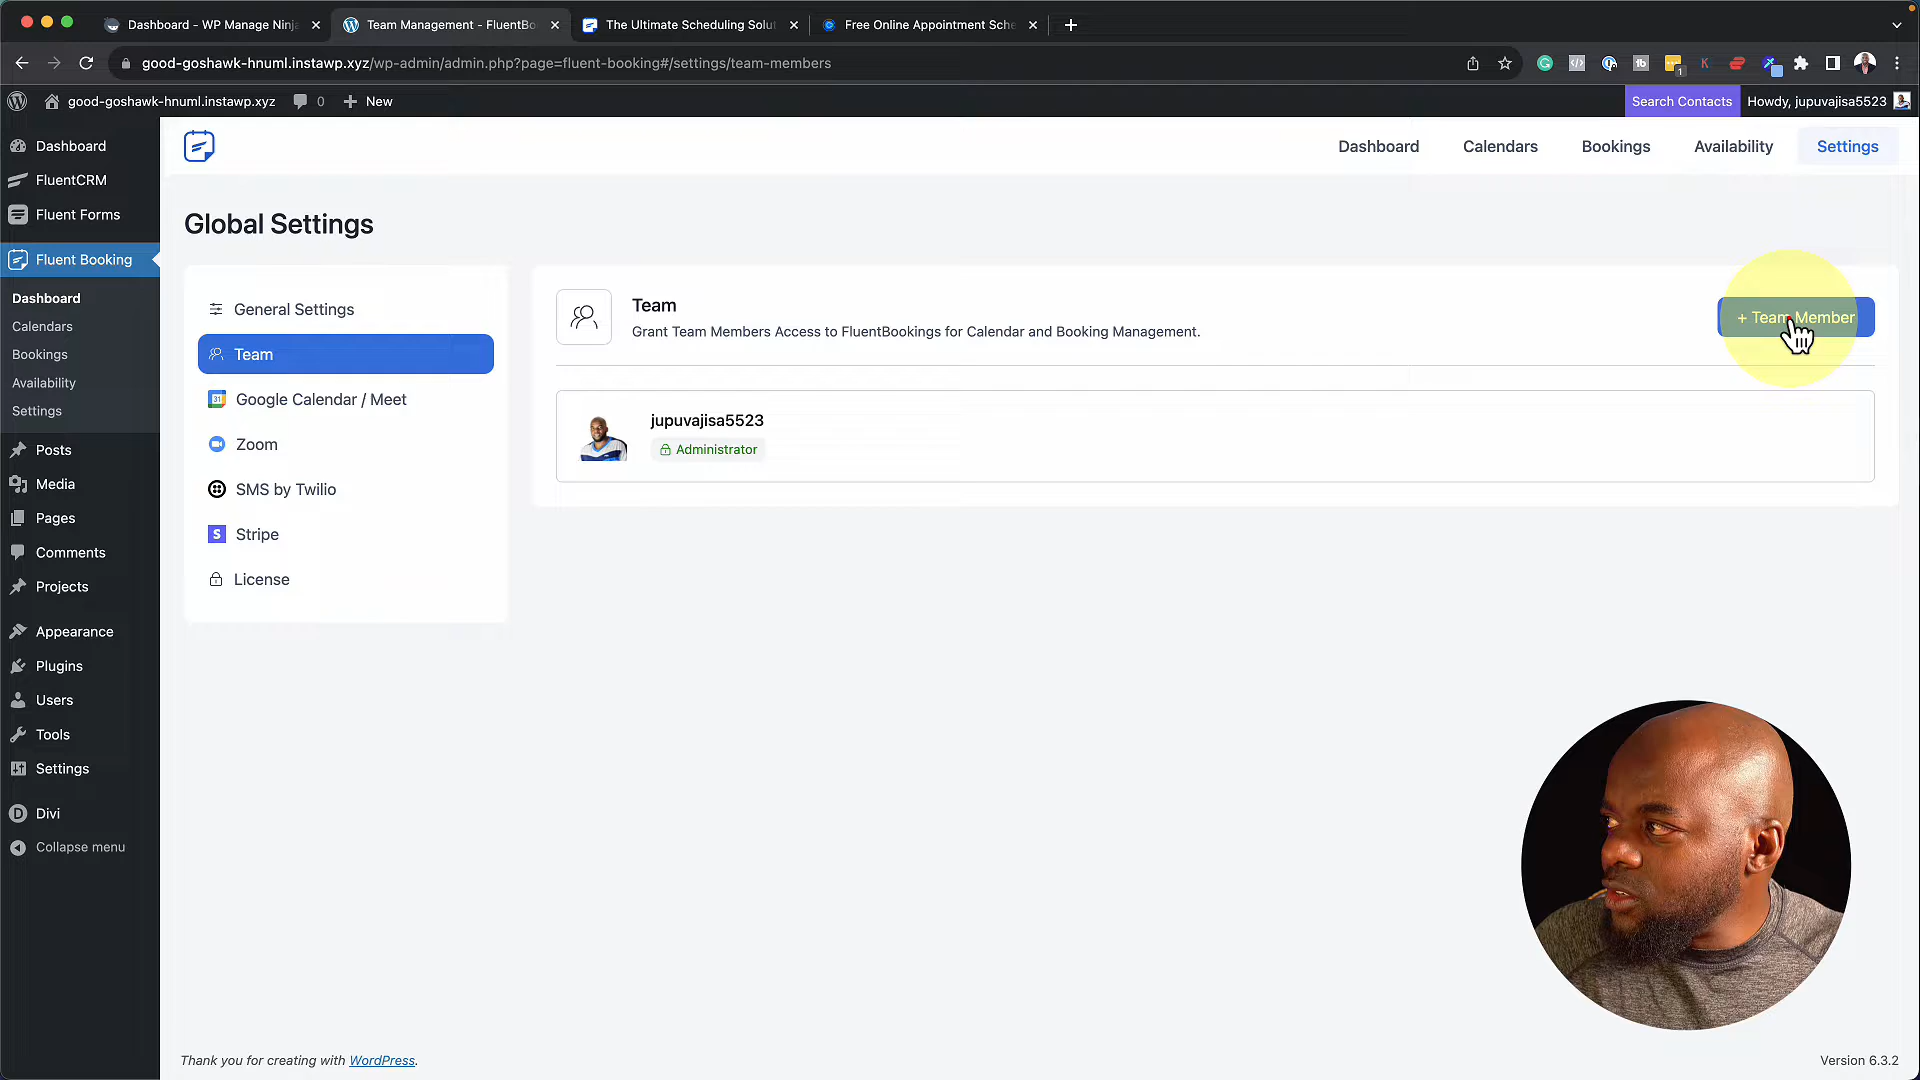 Dashboard - WP Manage Ninja
Team Management - FluentBo
The Ultimate Scheduling Solut
Free Online Appointment Sche
good-goshawk-hnuml.instawp.xyz/wp-admin/admin.php?page=fluent-booking#/settings/team-members
good-goshawk-hnuml.instawp.xyz
0
New
Search Contacts
Howdy, jupuvajisa5523
Dashboard
FluentCRM
Fluent Forms
Fluent Booking
Dashboard
Calendars
Bookings
Availability
Settings
Posts
Media
Pages
Comments
Projects
Appearance
Plugins
Users
Tools
Settings
Divi
Collapse menu
Dashboard
Calendars
Bookings
Availability
Settings
Global Settings
General Settings
Team
Google Calendar / Meet
Zoom
SMS by Twilio
Stripe
License
Team
Grant Team Members Access to FluentBookings for Calendar and Booking Management.
+ Team Member
jupuvajisa5523
Administrator
Thank you for creating with WordPress.
Version 6.3.2